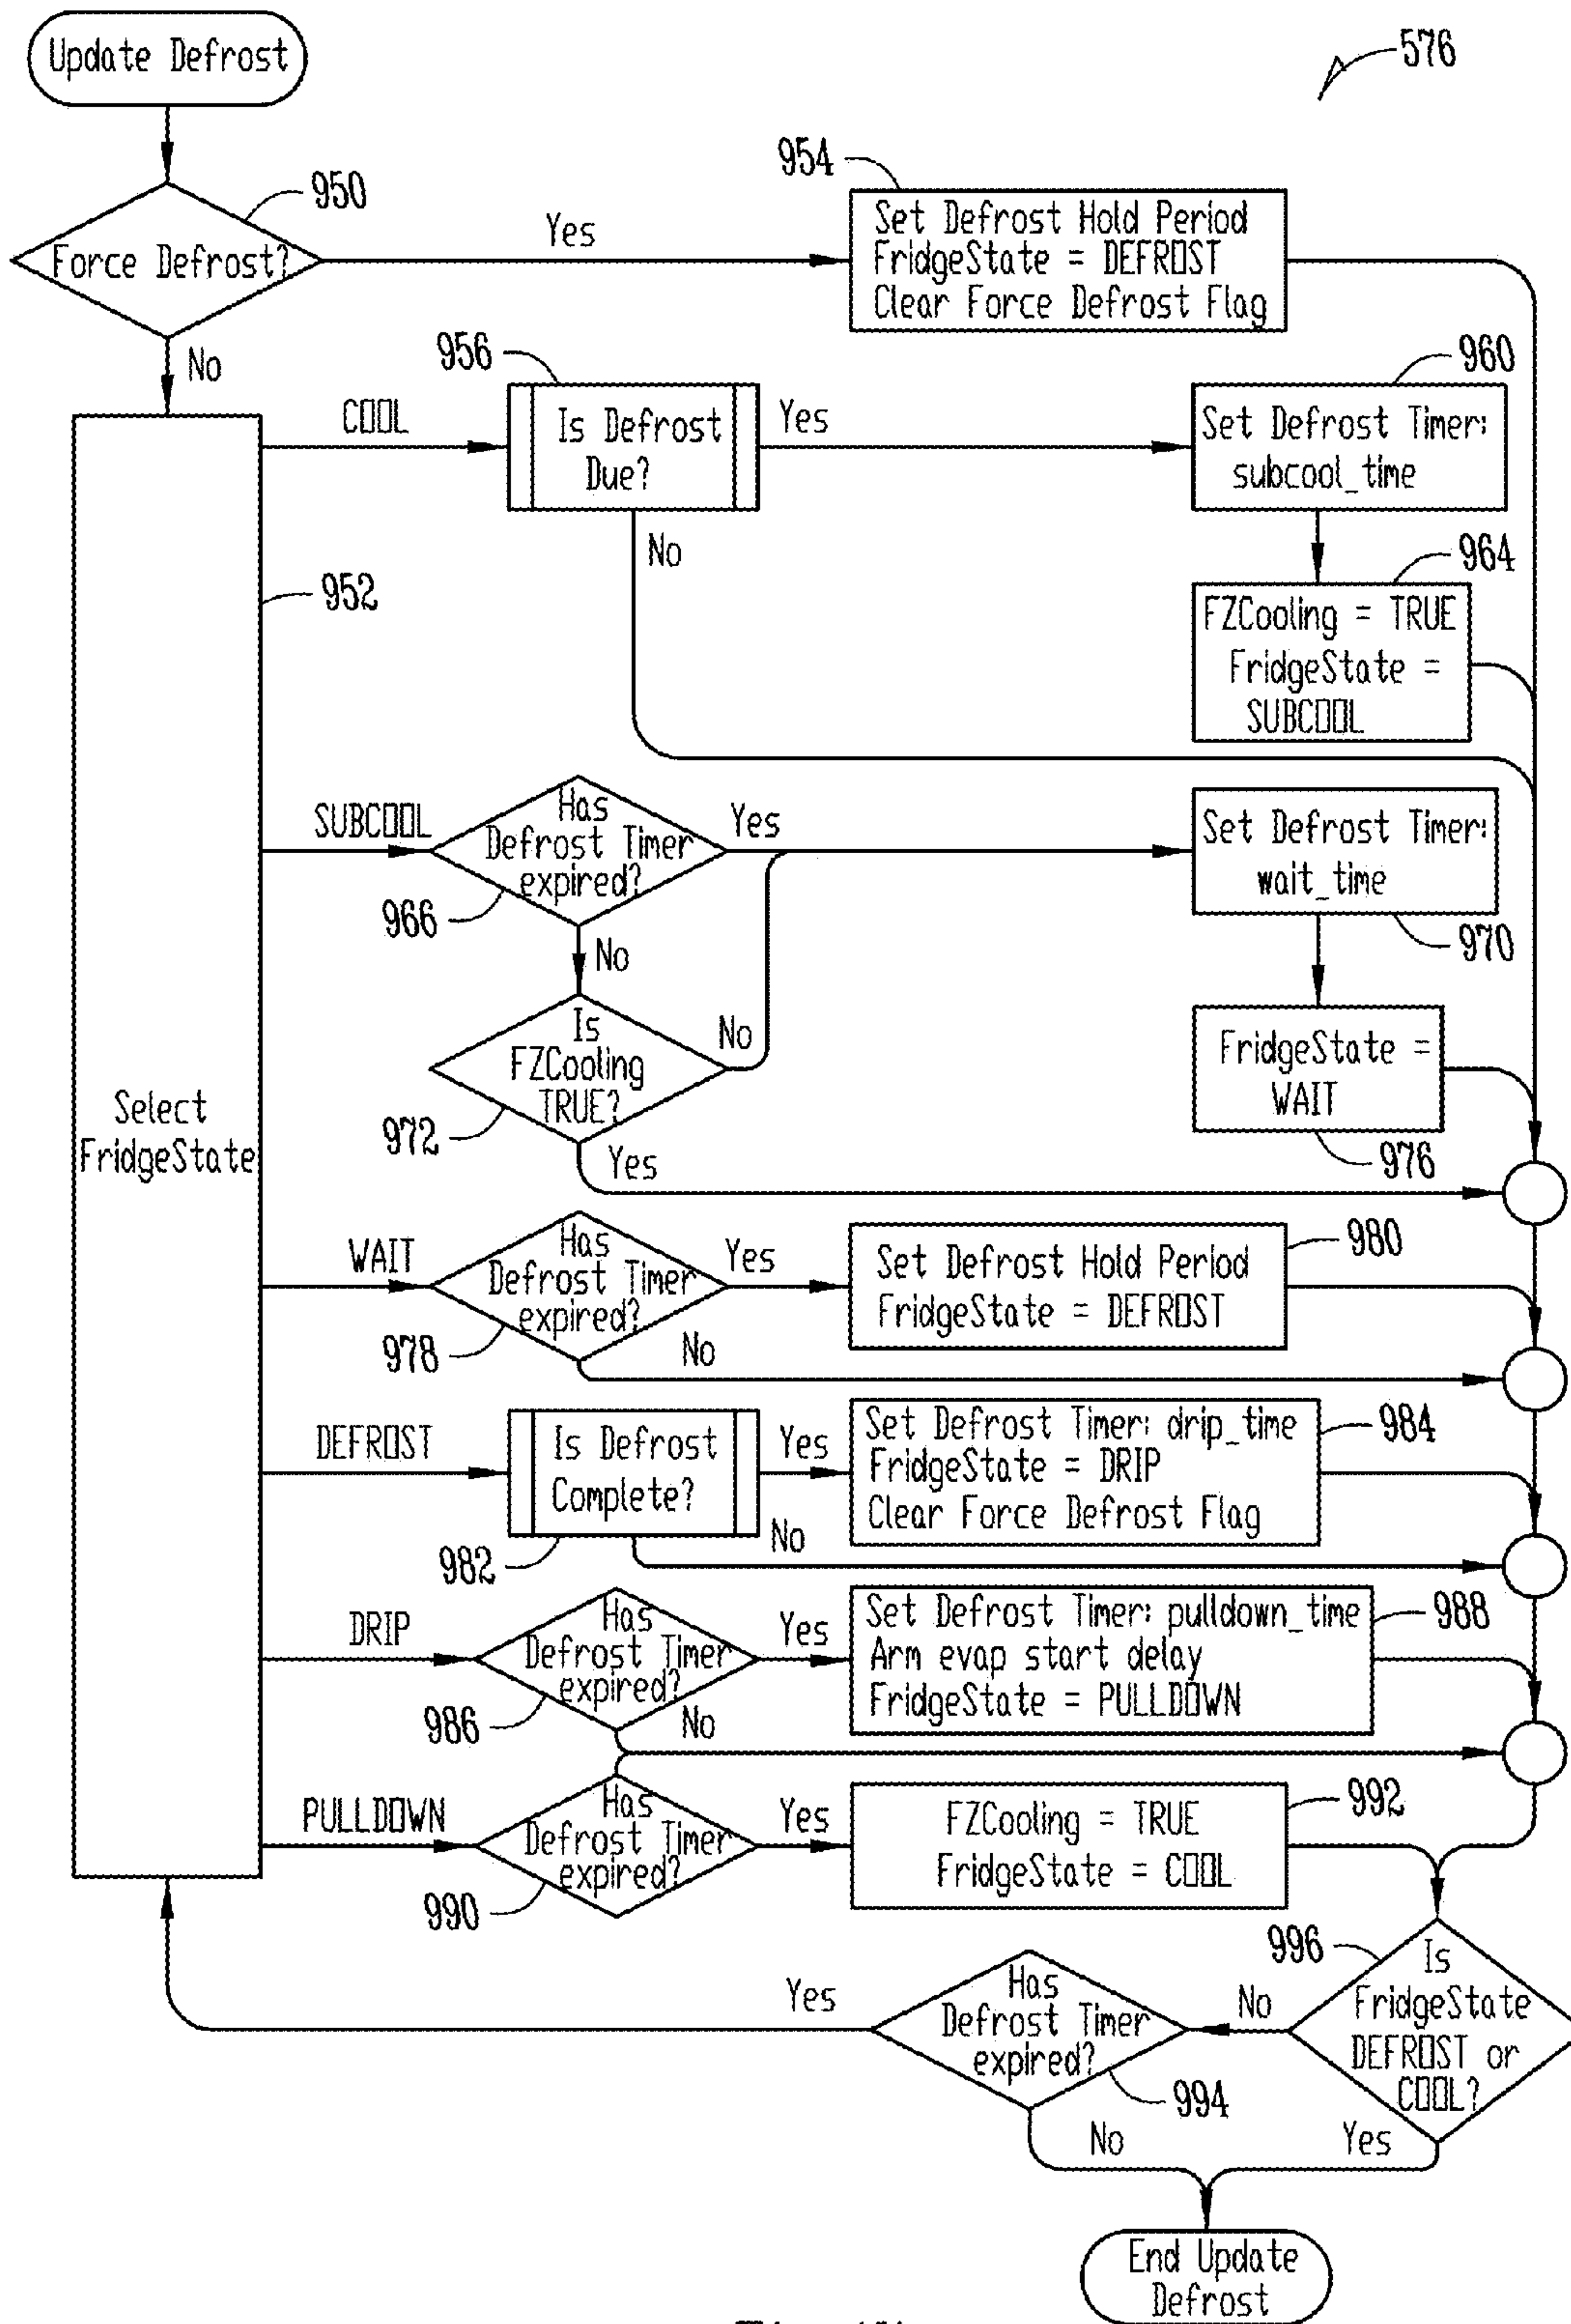 Update Defrost
576
950
Force Defrost?
Yes
954
Set Defrost Hold Period
FridgeState = DEFROST
Clear Force Defrost Flag
No
952
Select
FridgeState
COOL
956
Is Defrost
Due?
Yes
No
960
Set Defrost Timer:
subcool_time
964
FZCooling = TRUE
FridgeState =
SUBCOOL
SUBCOOL
Has
Defrost Timer
expired?
966
Yes
No
Set Defrost Timer:
wait_time
970
Is
FZCooling
TRUE?
972
No
Yes
FridgeState =
WAIT
976
WAIT
Has
Defrost Timer
expired?
978
Yes
No
980
Set Defrost Hold Period
FridgeState = DEFROST
DEFROST
Is Defrost
Complete?
982
Yes
No
984
Set Defrost Timer: drip_time
FridgeState = DRIP
Clear Force Defrost Flag
DRIP
Has
Defrost Timer
expired?
986
Yes
No
988
Set Defrost Timer: pulldown_time
Arm evap start delay
FridgeState = PULLDOWN
PULLDOWN
Has
Defrost Timer
expired?
990
Yes
992
FZCooling = TRUE
FridgeState = COOL
996
Is
FridgeState
DEFROST or
COOL?
No
Yes
Has
Defrost Timer
expired?
994
Yes
No
End Update
Defrost